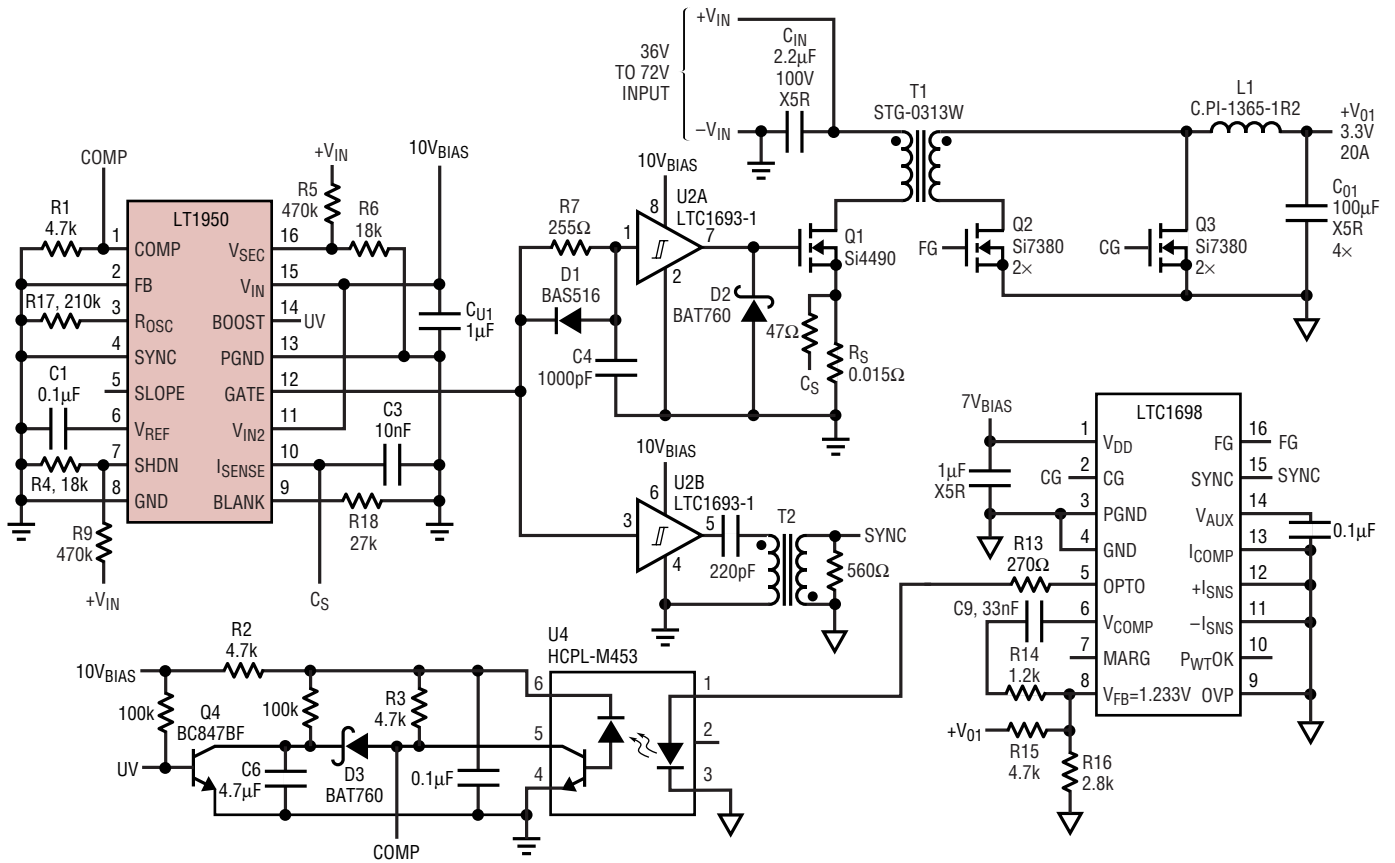 +VIN
36V
TO 72V
INPUT
CIN
2.2µF
100V
X5R
–VIN
T1
STG-0313W
L1
C.PI-1365-1R2
+V01
3.3V
20A
C01
100µF
X5R
4×
COMP
+VIN
10VBIAS
R1
4.7k
R5
470k
R6
18k
LT1950
1
COMP
VSEC
16
2
FB
VIN
15
R17, 210k
3
ROSC
BOOST
14
UV
CU1
1µF
4
SYNC
PGND
13
C1
0.1µF
5
SLOPE
GATE
12
6
VREF
VIN2
11
C3
10nF
7
SHDN
ISENSE
10
R4, 18k
8
GND
BLANK
9
R18
27k
R9
470k
+VIN
CS
10VBIAS
U2A
LTC1693-1
8
R7
255Ω
1
7
2
D1
BAS516
C4
1000pF
D2
BAT760
Q1
Si4490
47Ω
CS
RS
0.015Ω
FG
Q2
Si7380
2×
CG
Q3
Si7380
2×
10VBIAS
U2B
LTC1693-1
6
3
5
4
220pF
T2
SYNC
560Ω
7VBIAS
1µF
X5R
LTC1698
1
VDD
FG
16
FG
CG
2
CG
SYNC
15
SYNC
3
PGND
VAUX
14
0.1µF
4
GND
ICOMP
13
R13
270Ω
5
OPTO
+ISNS
12
C9, 33nF
6
VCOMP
–ISNS
11
7
MARG
PWTOK
10
R14
1.2k
8
VFB=1.233V
OVP
9
+V01
R15
4.7k
R16
2.8k
R2
4.7k
10VBIAS
100k
Q4
BC847BF
UV
100k
C6
4.7µF
D3
BAT760
R3
4.7k
0.1µF
COMP
U4
HCPL-M453
6
5
4
1
2
3